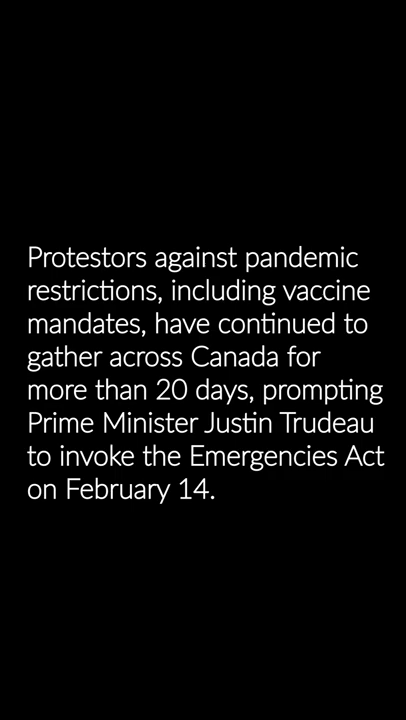 Protestors against pandemic
restrictions, including vaccine
mandates, have continued to
gather across Canada for
more than 20 days, prompting
Prime Minister Justin Trudeau
to invoke the Emergencies Act
on February 14.